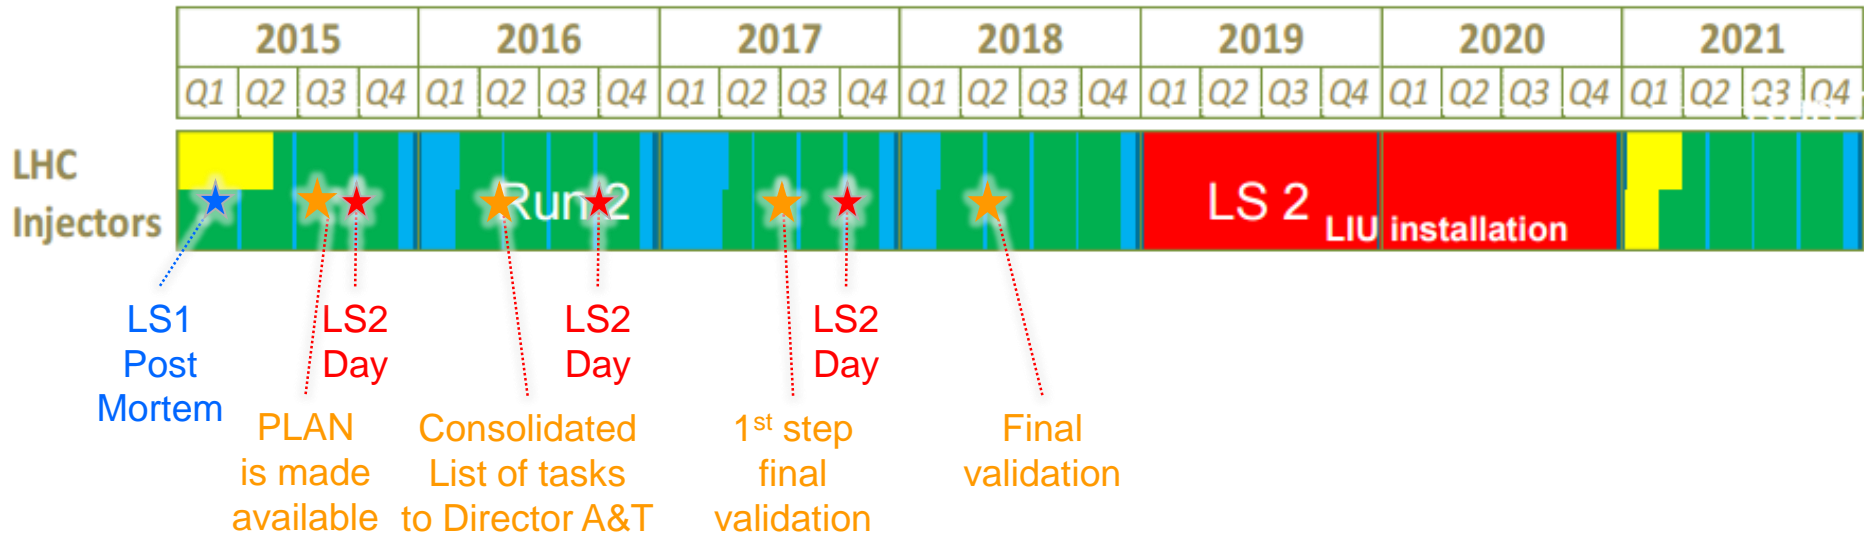 2015 2016 2017 2018 2019 2020 2021
Q1 Q2 Q3 Q4 Q1 Q2 Q3 Q4 Q1 Q2 Q3 Q4 Q1 Q2 Q3 Q4 Q1 Q2 Q3 Q4 Q1 Q2 Q3 Q4 Q1 Q2 Q3 Q4
LHC
Injectors
Run 2
LS 2
LIU installation
LS1
Post
Mortem
PLAN
is made
available
LS2
Day
Consolidated
List of tasks
to Director A&T
LS2
Day
1st step
final
validation
LS2
Day
Final
validation